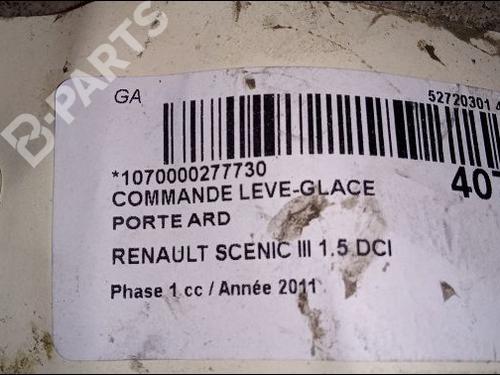 B-PARTS
GA
52720301 4
*1070000277730
COMMANDE LEVE-GLACE
PORTE ARD
RENAULT SCENIC III 1.5 DCI
Phase 1 cc / Année 2011